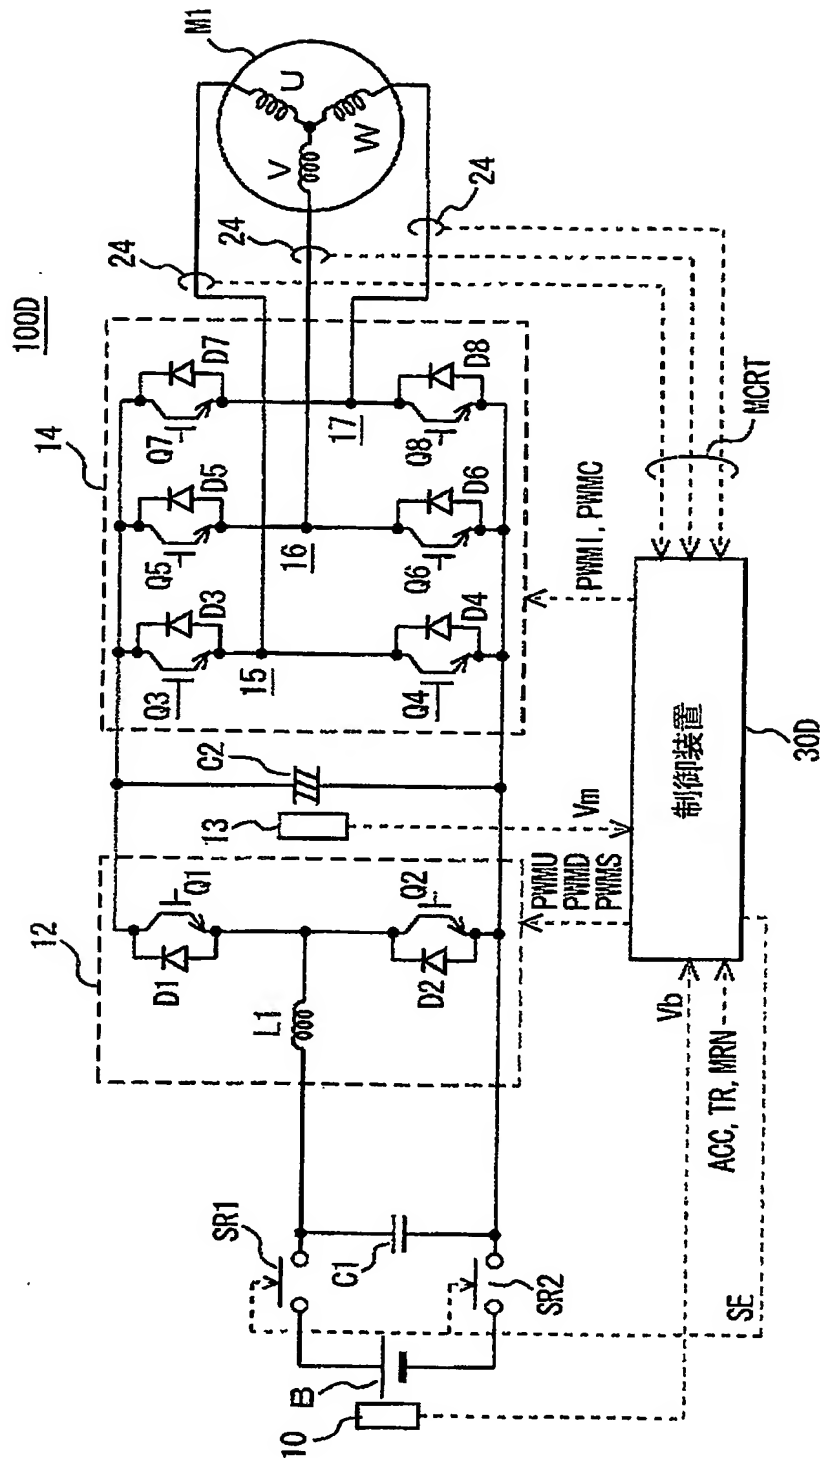 100D
12
14
24
24
24
M1
U
V
W
SR1
SR2
B
10
C1
L1
D1
Q1
D2
Q2
13
C2
Q3
D3
Q5
D5
Q7
D7
15
16
17
Q4
D4
Q6
D6
Q8
D8
SE
Vb
ACC, TR, MRN
PWMU
PWMD
PWMS
Vm
PWMI, PWMC
MCRT
制御装置
30D